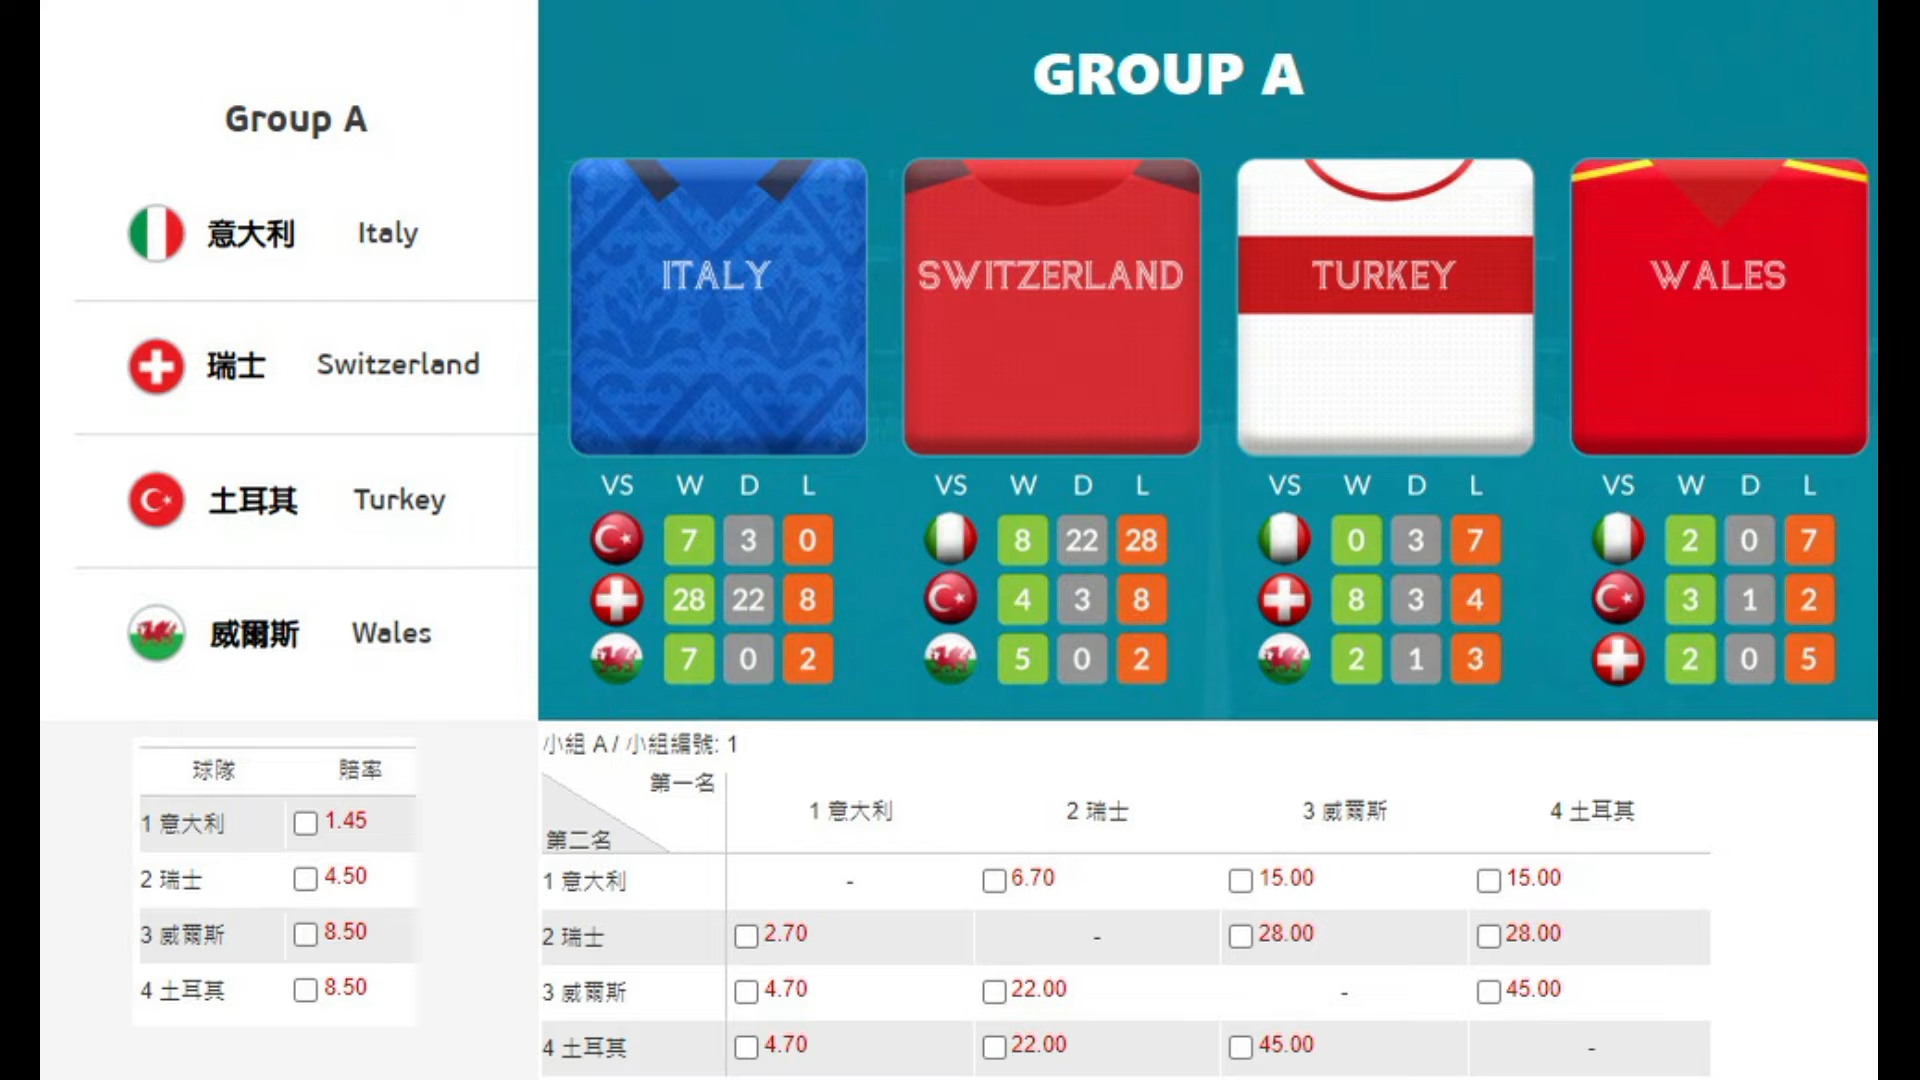 Group A
意大利 Italy
瑞士 Switzerland
土耳其 Turkey
威爾斯 Wales
GROUP A
ITALY SWITZERLAND TURKEY WALES
VS W D L VS W D L VS W D L VS W D L
7 3 0 8 22 28 0 3 7 2 0 7
28 22 8 4 3 8 8 3 4 3 1 2
7 0 2 5 0 2 2 1 3 2 0 5
球隊 賠率
1 意大利 1.45
2 瑞士 4.50
3 威爾斯 8.50
4 土耳其 8.50
小組 A / 小組編號: 1
第一名
第二名
1 意大利 2 瑞士 3 威爾斯 4 土耳其
1 意大利 - 6.70 15.00 15.00
2 瑞士 2.70 - 28.00 28.00
3 威爾斯 4.70 22.00 - 45.00
4 土耳其 4.70 22.00 45.00 -